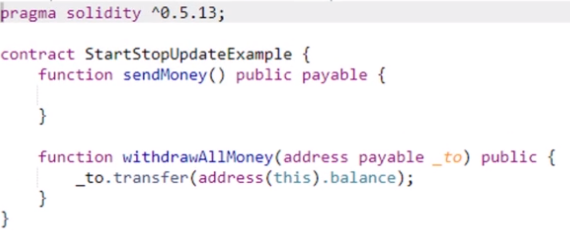 pragma solidity ^0.5.13;
contract StartStopUpdateExample {
function sendMoney() public payable {
}
function withdrawAllMoney(address payable _to) public {
_to.transfer(address(this).balance);
}
}